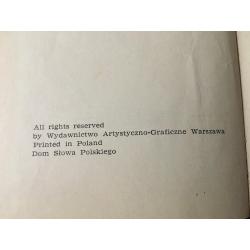 All rights reserved
by Wydawnictwo Artystyczno-Graficzne Warszawa
Printed in Poland
Dom Słowa Polskiego